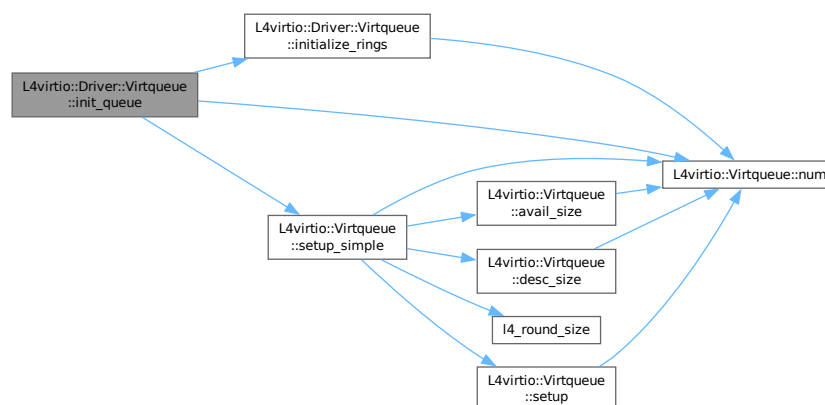 L4virtio::Driver::Virtqueue
::initialize_rings
L4virtio::Driver::Virtqueue
::init_queue
L4virtio::Virtqueue::num
L4virtio::Virtqueue
::avail_size
L4virtio::Virtqueue
::setup_simple
L4virtio::Virtqueue
::desc_size
l4_round_size
L4virtio::Virtqueue
::setup